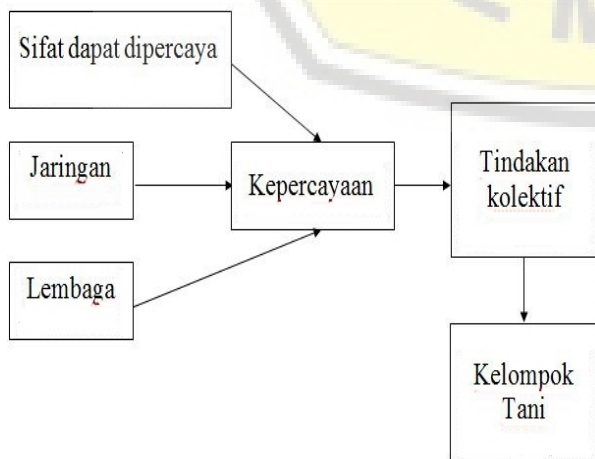 Sifat dapat dipercaya
Jaringan
Kepercayaan
Tindakan
kolektif
Lembaga
Kelompok
Tani